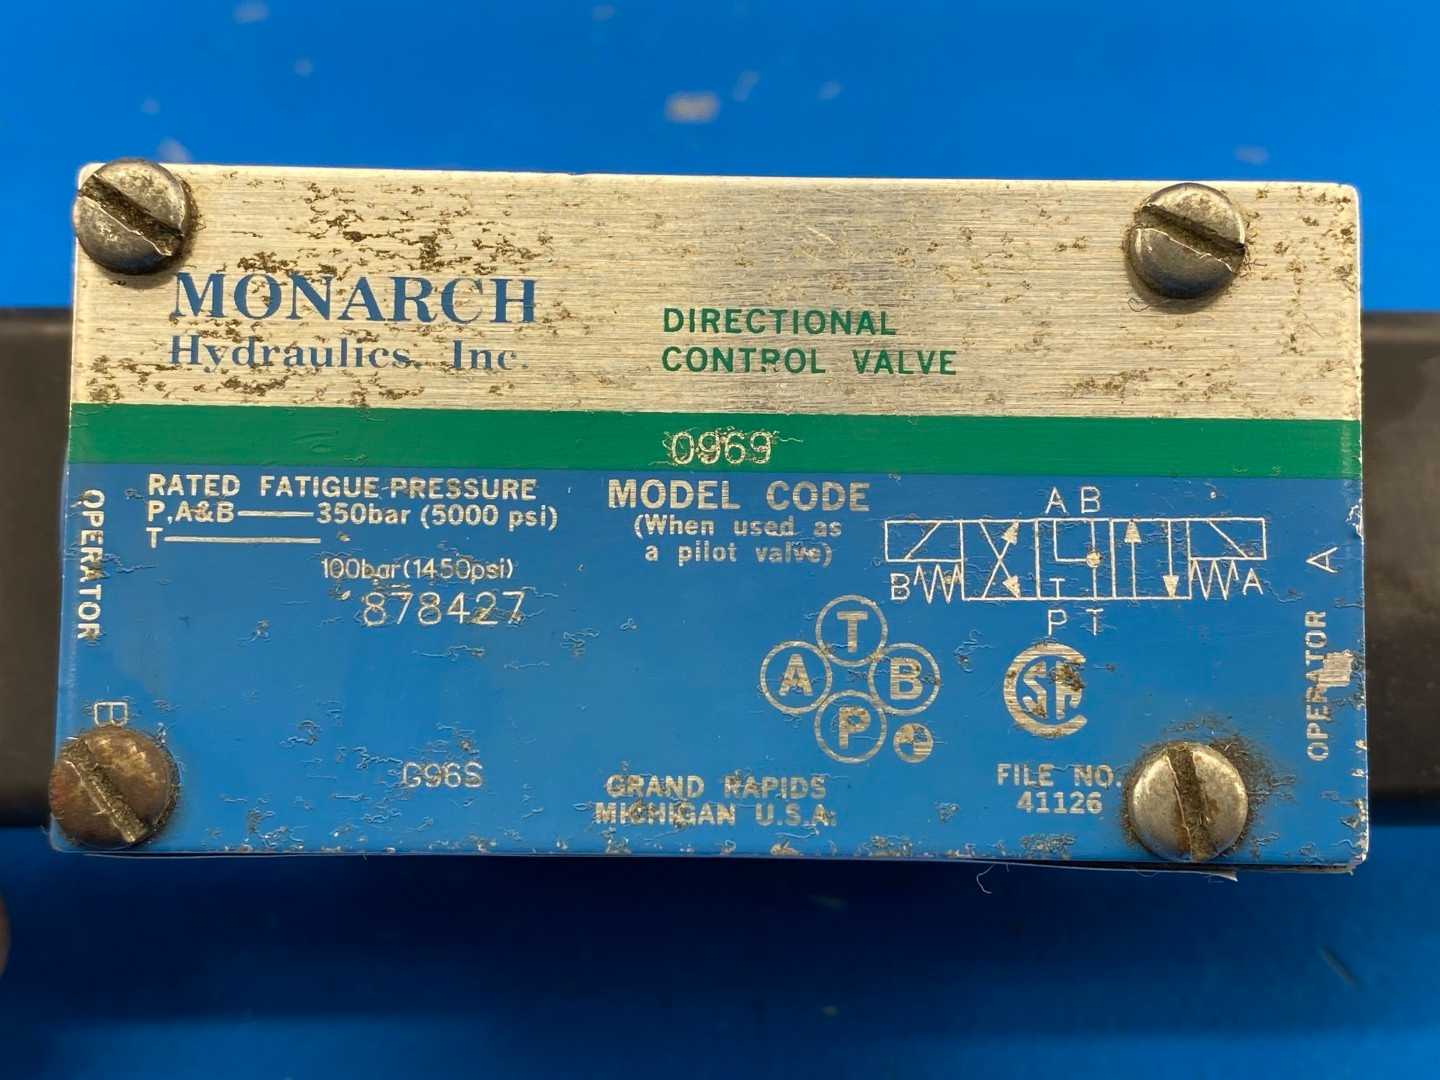 MONARCH
Hydraulics, Inc.
DIRECTIONAL
CONTROL VALVE
0969
RATED FATIGUE PRESSURE
P,A&B——350bar (5000 psi)
T——
100bar(1450psi)
878427
MODEL CODE
(When used as
a pilot valve)
A B
B A
T
P T
T
A B
P
CSA
FILE NO.
41126
G96S
GRAND RAPIDS
MICHIGAN U.S.A.
OPERATOR B
OPERATOR A